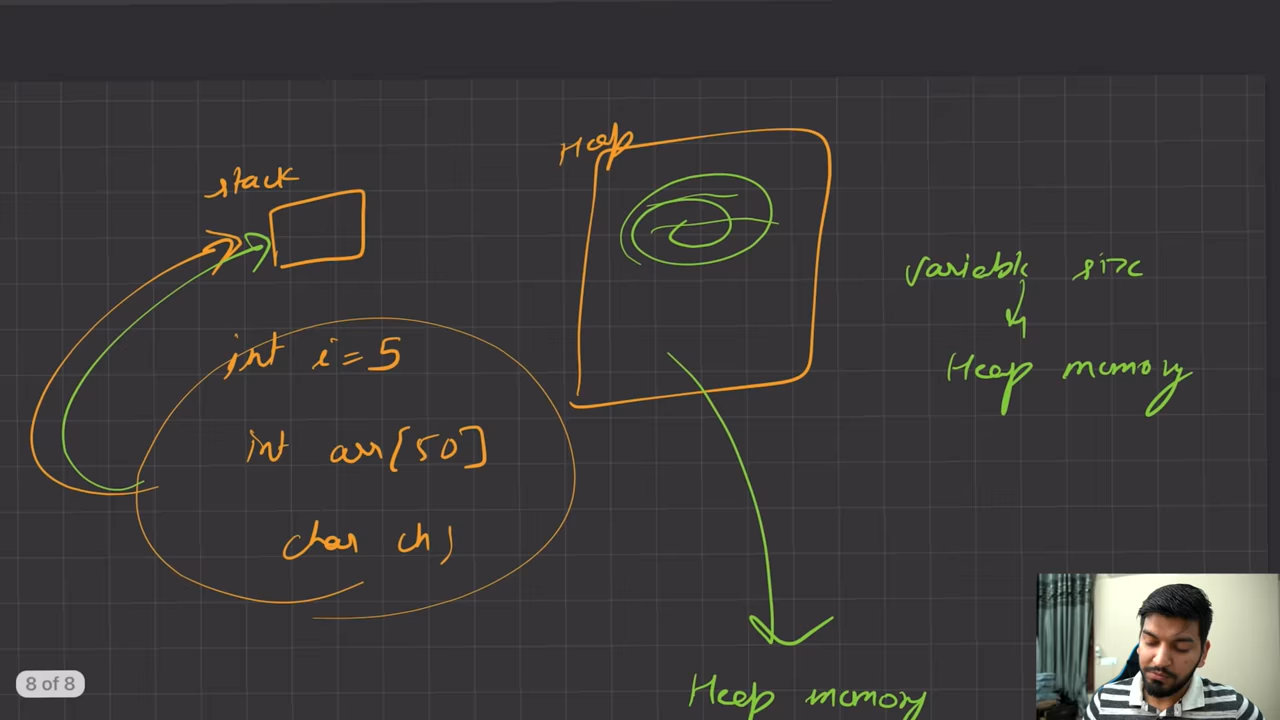 stack
Heap
int i = 5
int arr[50]
char ch;
variable size
Heap memory
Heap memory
8 of 8